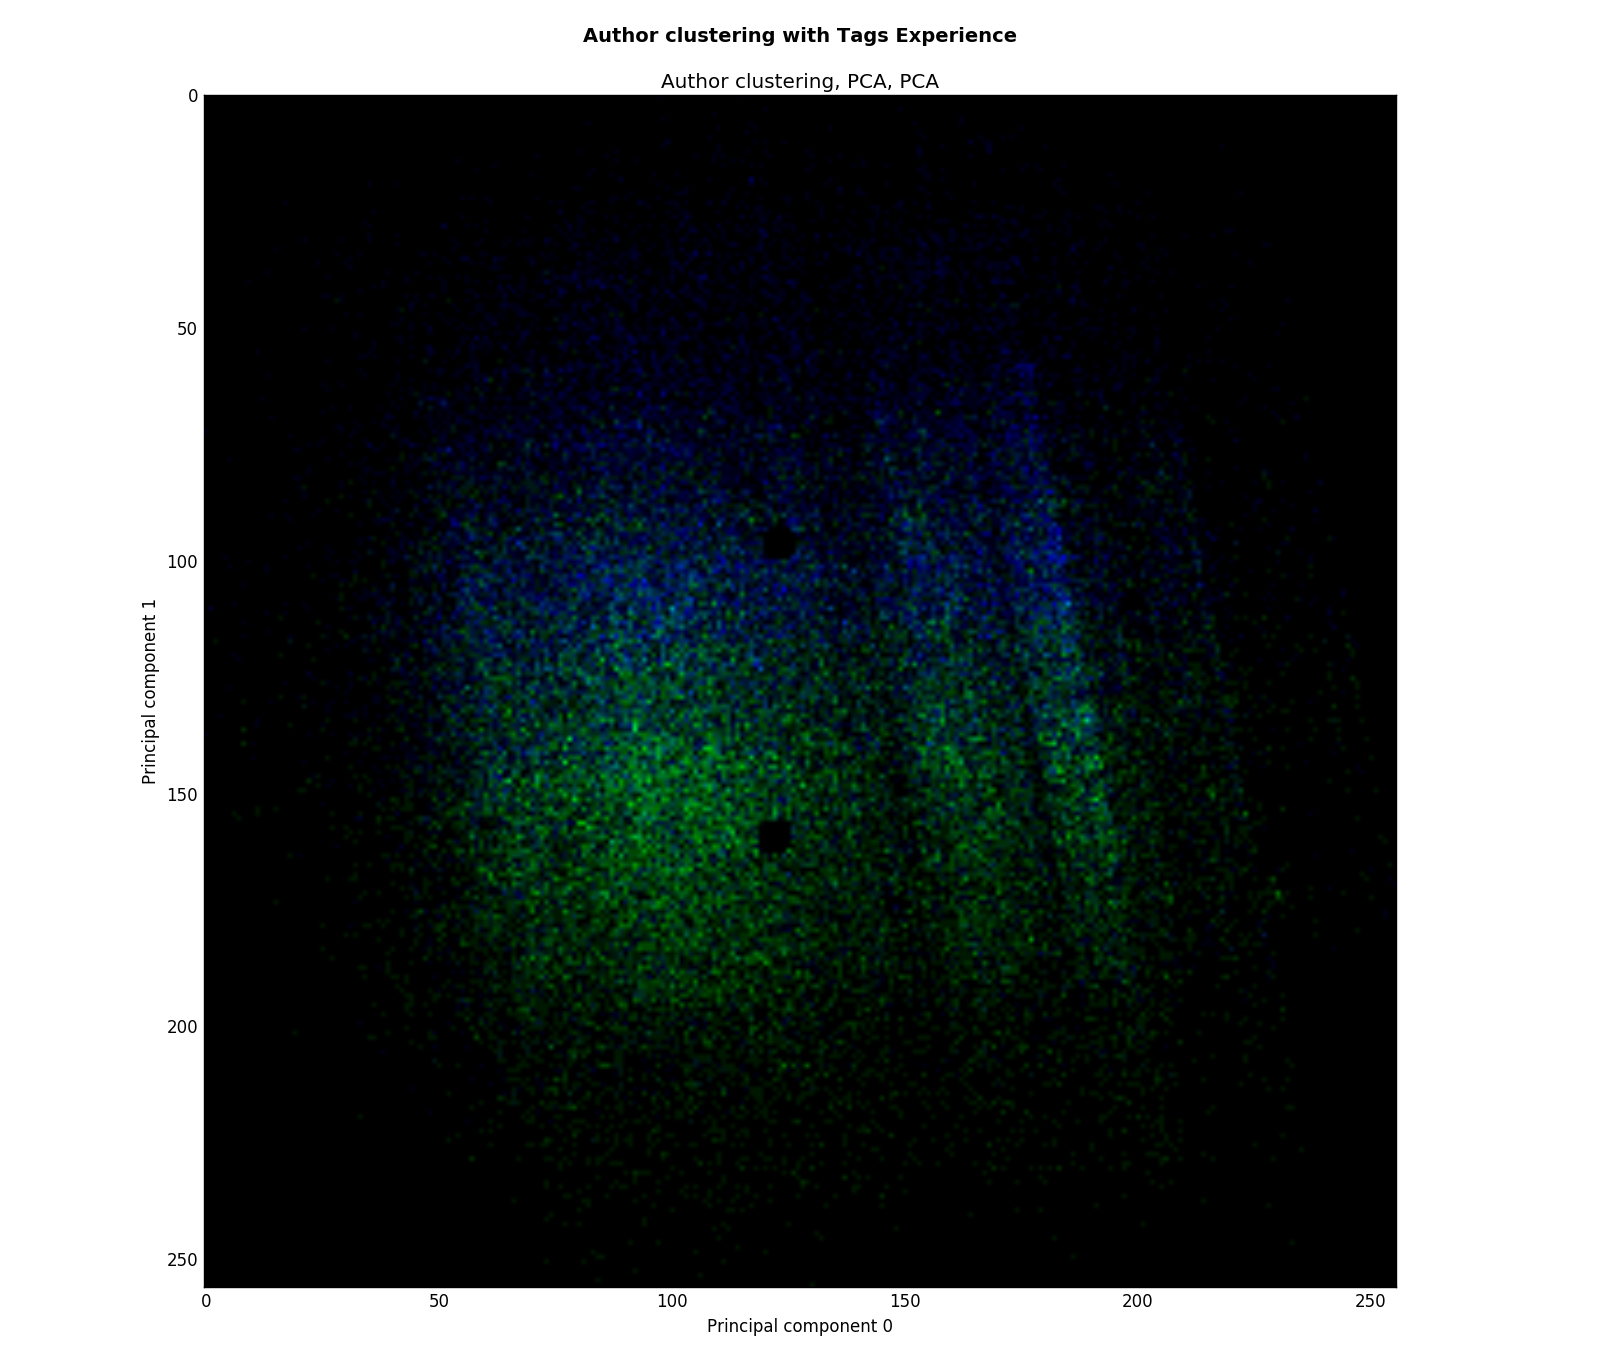 Author clustering with Tags Experience
Author clustering, PCA, PCA
0
50
100
150
200
250
Principal component 1
0 50 100 150 200 250
Principal component 0